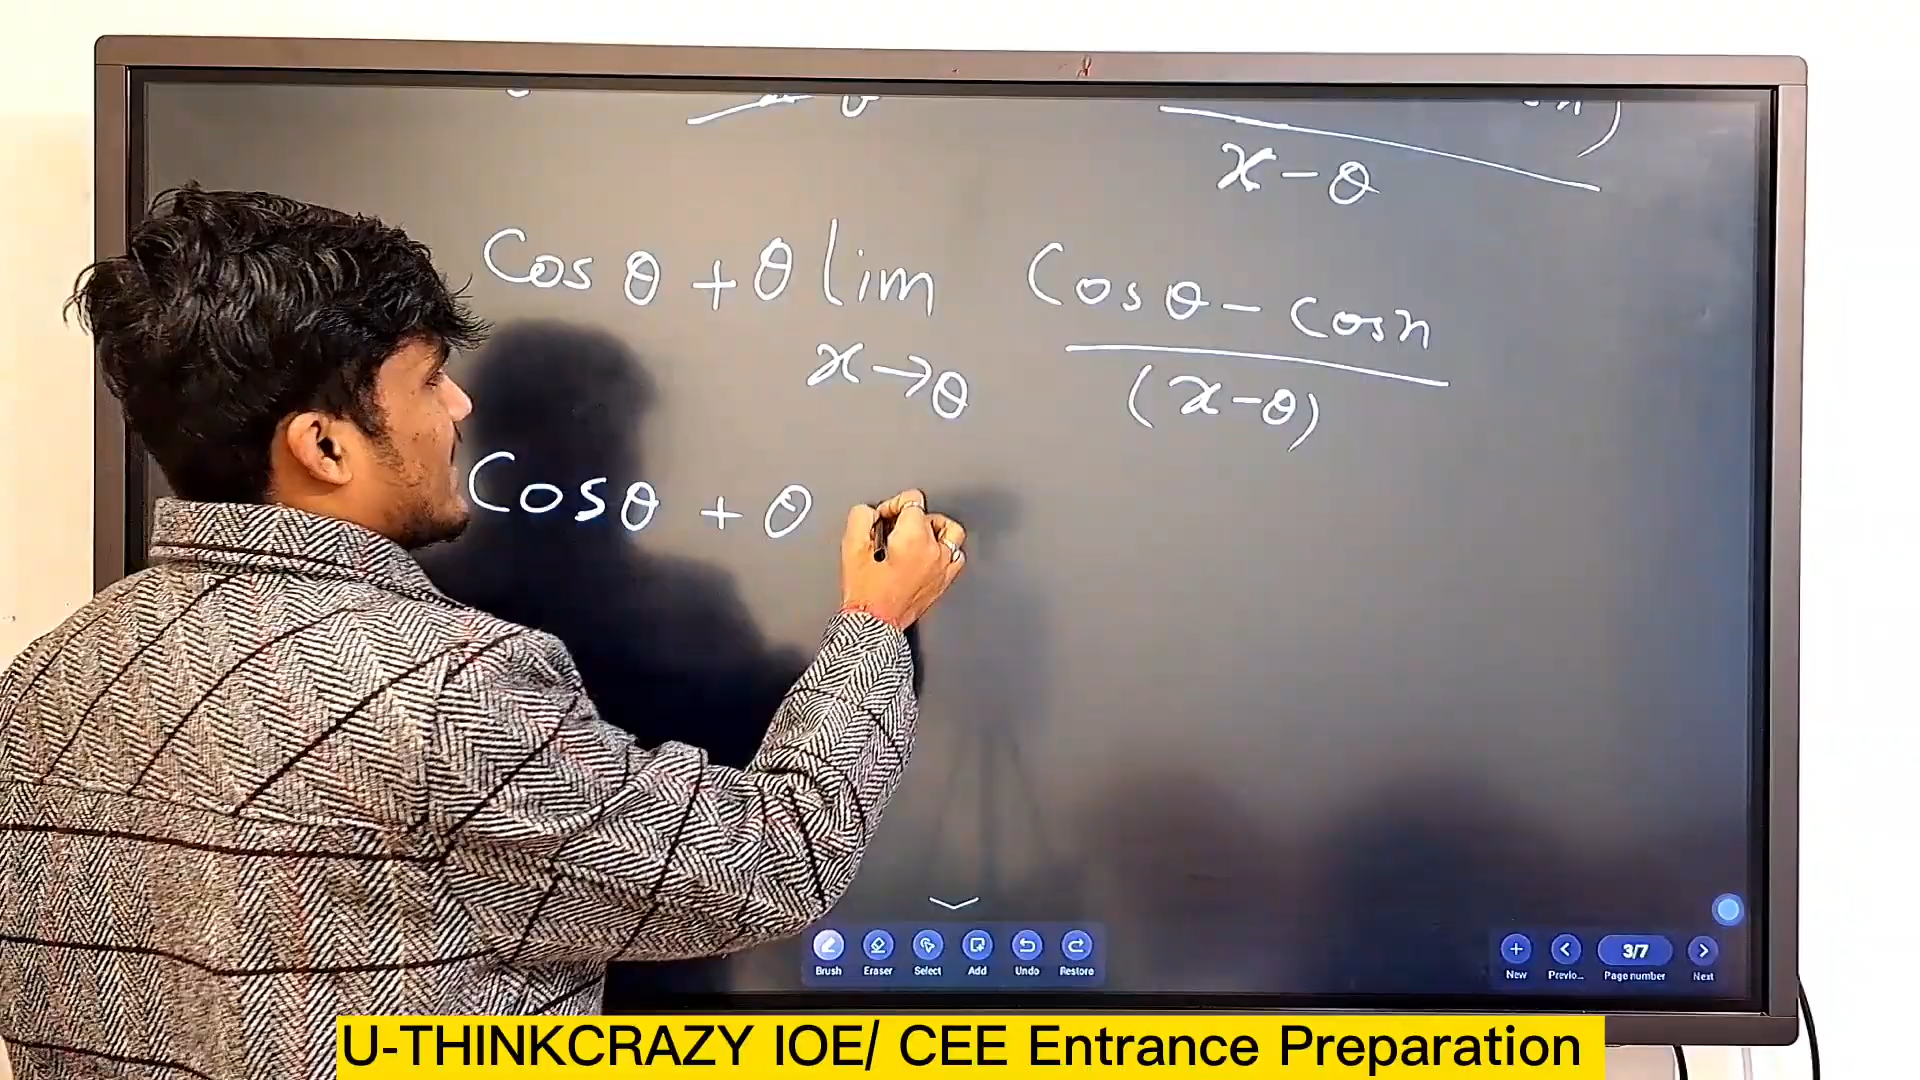 x - θ
Cos θ + θ lim Cos θ - Cos x
x → θ (x - θ)
Cos θ + θ
Brush Eraser Select Add Undo Restore
New Previo... Page number Next
3/7
U-THINKCRAZY IOE/ CEE Entrance Preparation